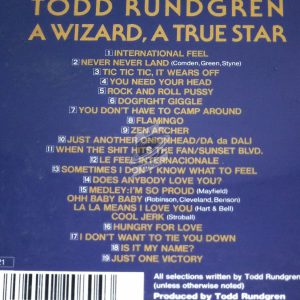 TODD RUNDGREN
A WIZARD, A TRUE STAR
1 INTERNATIONAL FEEL
2 NEVER NEVER LAND (Comden, Green, Styne)
3 TIC TIC TIC, IT WEARS OFF
4 YOU NEED YOUR HEAD
5 ROCK AND ROLL PUSSY
6 DOGFIGHT GIGGLE
7 YOU DON'T HAVE TO CAMP AROUND
8 FLAMINGO
9 ZEN ARCHER
10 JUST ANOTHER ONIONHEAD/DA da DALI
11 WHEN THE SHIT HITS THE FAN/SUNSET BLVD.
12 LE FEEL INTERNACIONALE
13 SOMETIMES I DON'T KNOW WHAT TO FEEL
14 DOES ANYBODY LOVE YOU?
15 MEDLEY: I'M SO PROUD (Mayfield)
OHH BABY BABY (Robinson, Cleveland, Benson)
LA LA MEANS I LOVE YOU (Hart & Bell)
COOL JERK (Stroball)
16 HUNGRY FOR LOVE
17 I DON'T WANT TO TIE YOU DOWN
18 IS IT MY NAME?
19 JUST ONE VICTORY
21
All selections written by Todd Rundgren
(unless otherwise noted)
Produced by Todd Rundgren